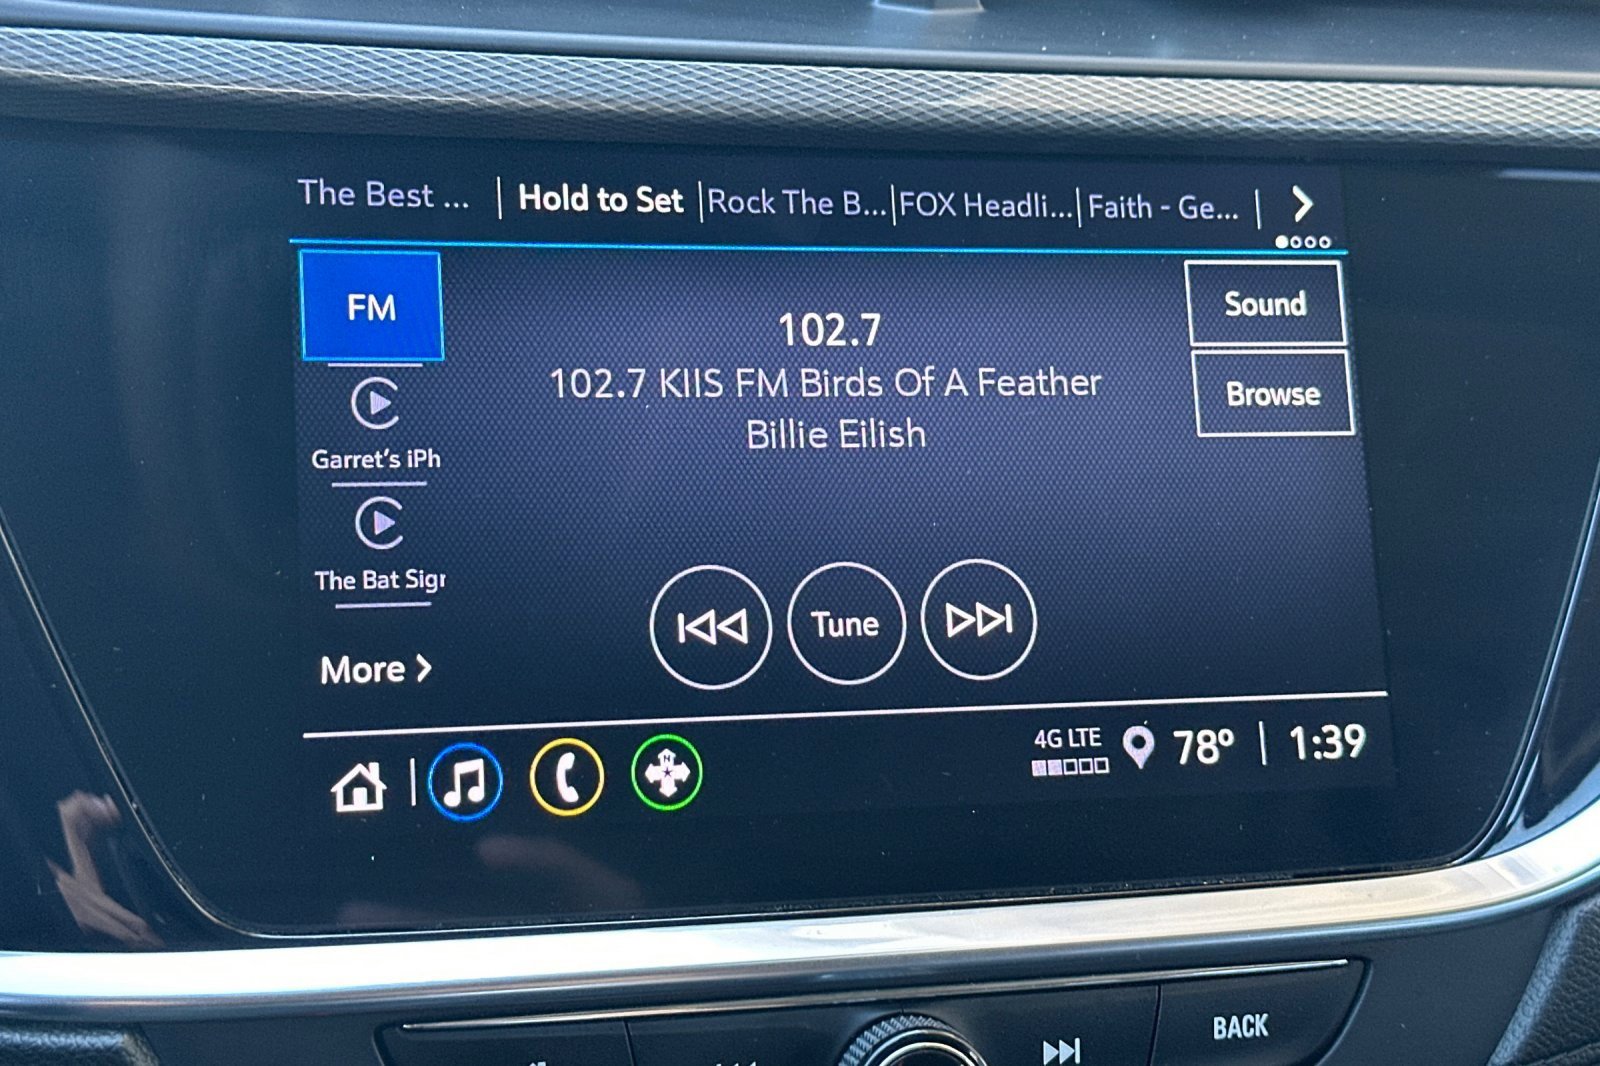 The Best ... | Hold to Set | Rock The B... | FOX Headli... | Faith - Ge... |
FM
Sound
102.7
102.7 KIIS FM Birds Of A Feather
Browse
Billie Eilish
Garret's iPh
The Bat Sigr
Tune
More >
N
4G LTE
78° | 1:39
BACK